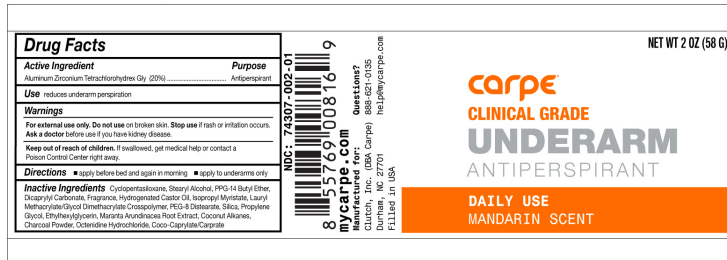 Drug Facts
Active Ingredient Purpose
Aluminum Zirconium Tetrachlorohydrex Gly (20%) ........................ Antiperspirant
Use reduces underarm perspiration
Warnings
For external use only. Do not use on broken skin. Stop use if rash or irritation occurs.
Ask a doctor before use if you have kidney disease.
Keep out of reach of children. If swallowed, get medical help or contact a
Poison Control Center right away.
Directions ■ apply before bed and again in morning ■ apply to underarms only
Inactive Ingredients Cyclopentasiloxane, Stearyl Alcohol, PPG-14 Butyl Ether,
Dicaprylyl Carbonate, Fragrance, Hydrogenated Castor Oil, Isopropyl Myristate, Lauryl
Methacrylate/Glycol Dimethacrylate Crosspolymer, PEG-8 Distearate, Silica, Propylene
Glycol, Ethylhexylglycerin, Maranta Arundinacea Root Extract, Coconut Alkanes,
Charcoal Powder, Octenidine Hydrochloride, Coco-Caprylate/Carprate
NDC: 74307-002-01
8 55769 00816 9
mycarpe.com
Manufactured for: Questions?
Clutch, Inc. (DBA Carpe) 888-621-0135
Durham, NC 27701 help@mycarpe.com
Filled in USA
NET WT 2 OZ (58 G)
carpe
CLINICAL GRADE
UNDERARM
ANTIPERSPIRANT
DAILY USE
MANDARIN SCENT